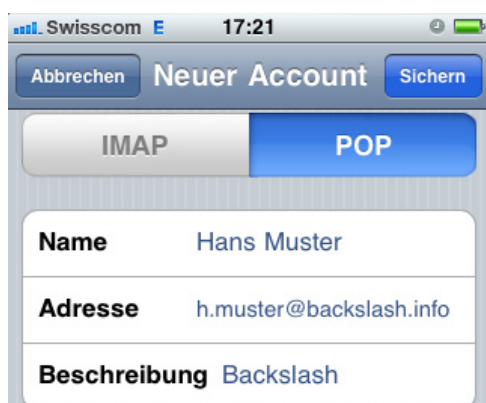 Swisscom E 17:21
Abbrechen Neuer Account Sichern
IMAP POP
Name Hans Muster
Adresse h.muster@backslash.info
Beschreibung Backslash